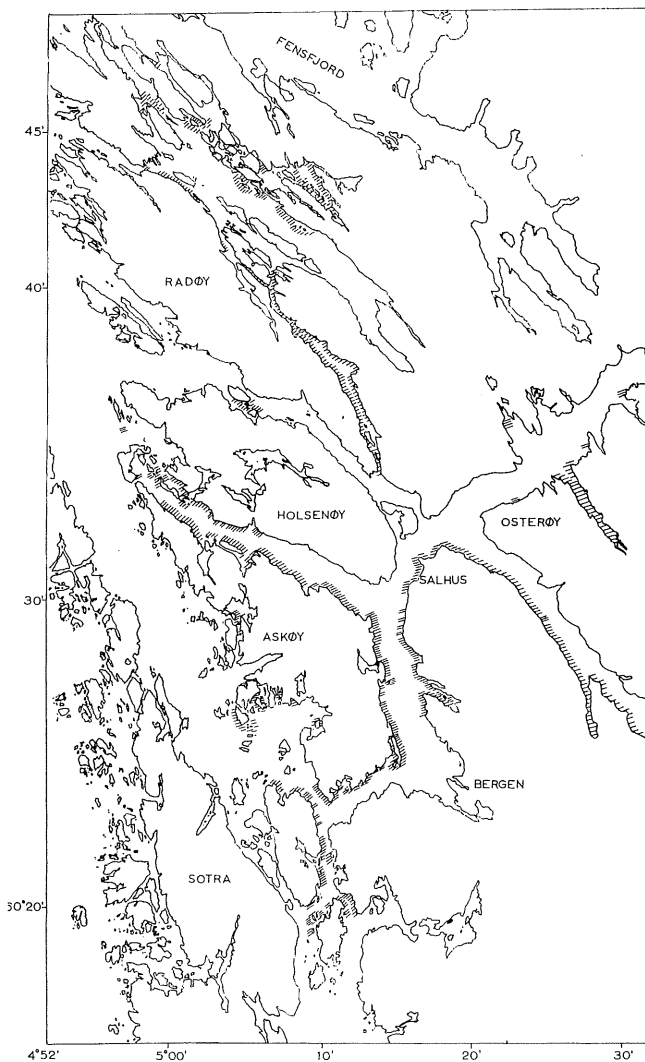 FENSFJORD
45'
RADØY
40'
HOLSENØY
OSTERØY
SALHUS
30'
ASKØY
BERGEN
SOTRA
60°20'
4°52'
5°00'
10'
20'
30'